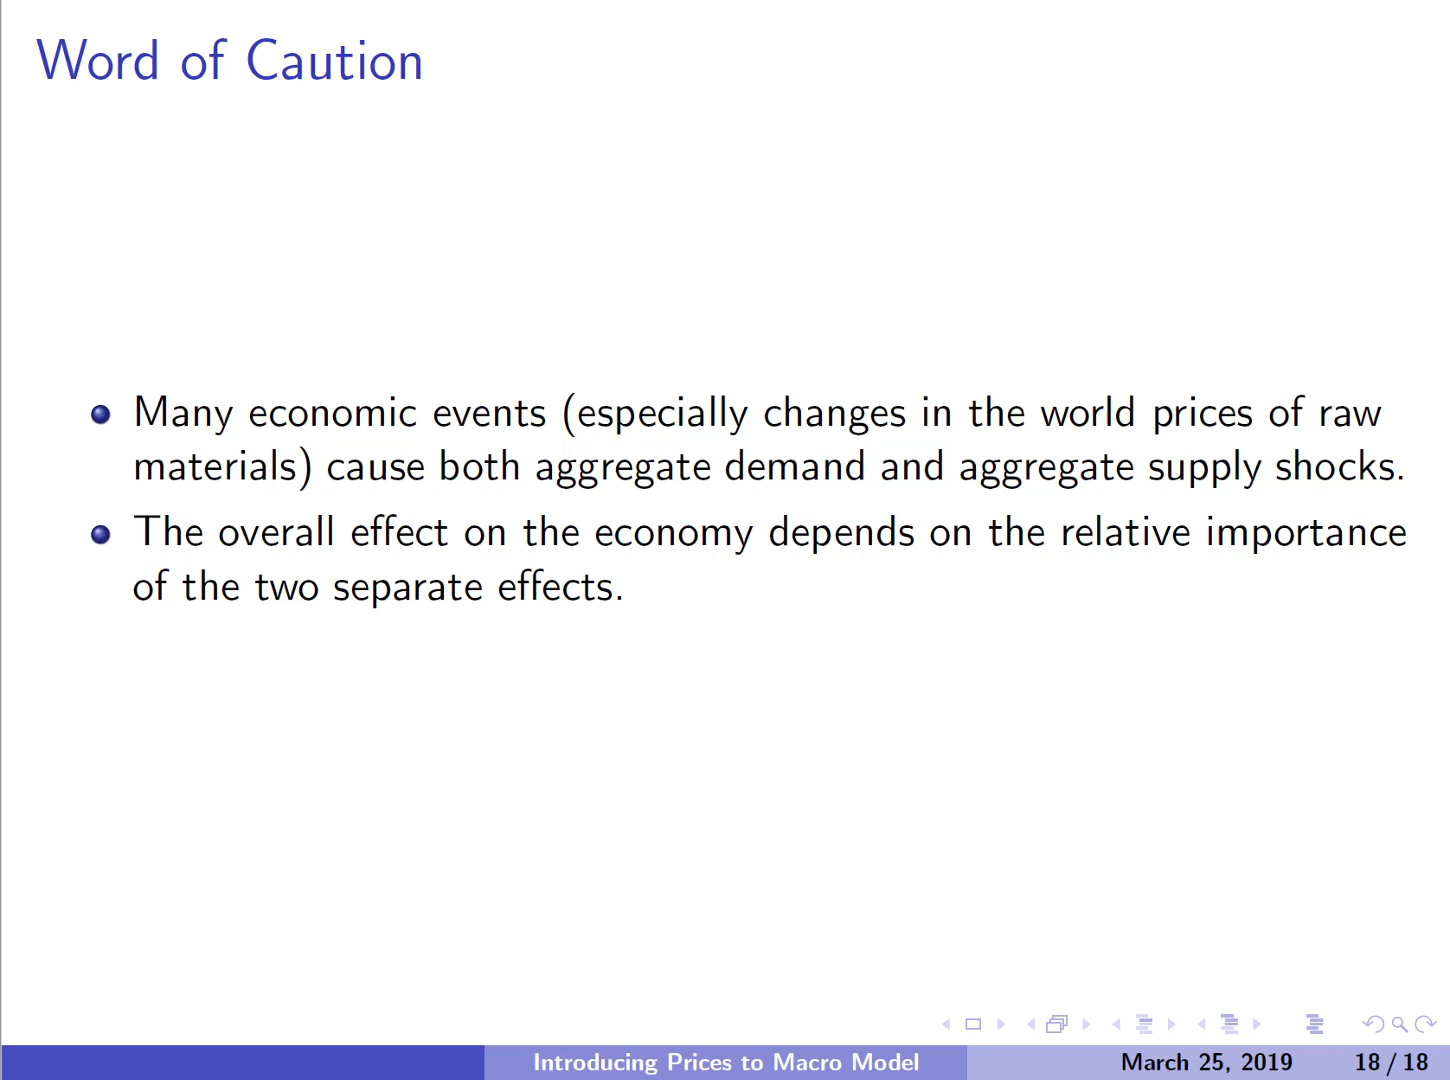 Word of Caution
Many economic events (especially changes in the world prices of raw
materials) cause both aggregate demand and aggregate supply shocks.
The overall effect on the economy depends on the relative importance
of the two separate effects.
Introducing Prices to Macro Model
March 25, 2019
18 / 18